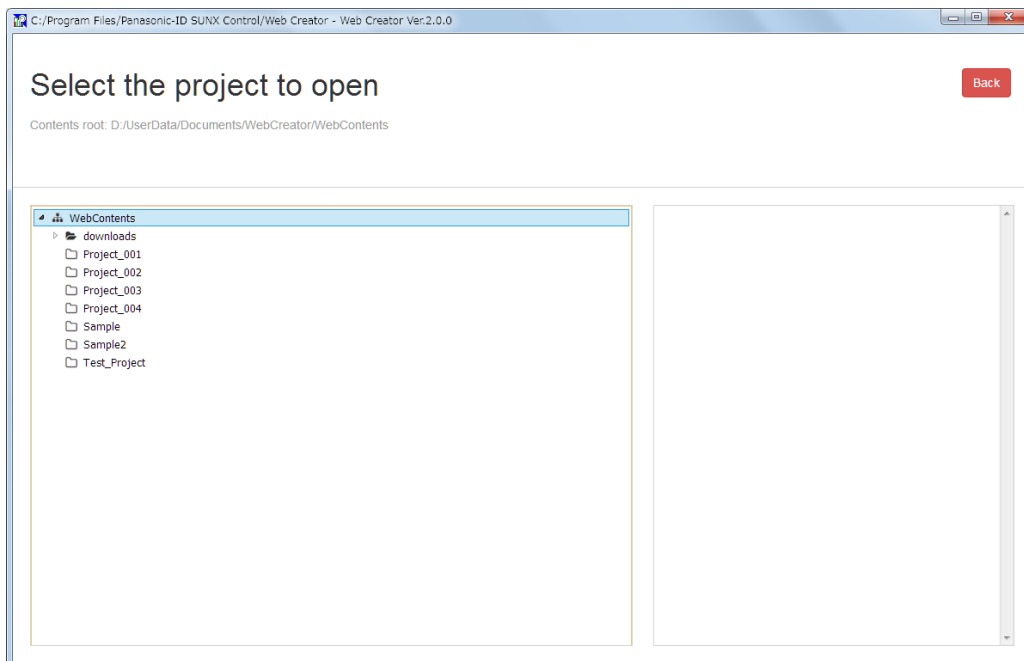 C:/Program Files/Panasonic-ID SUNX Control/Web Creator - Web Creator Ver.2.0.0
Select the project to open
Back
Contents root: D:/UserData/Documents/WebCreator/WebContents
WebContents
downloads
Project_001
Project_002
Project_003
Project_004
Sample
Sample2
Test_Project